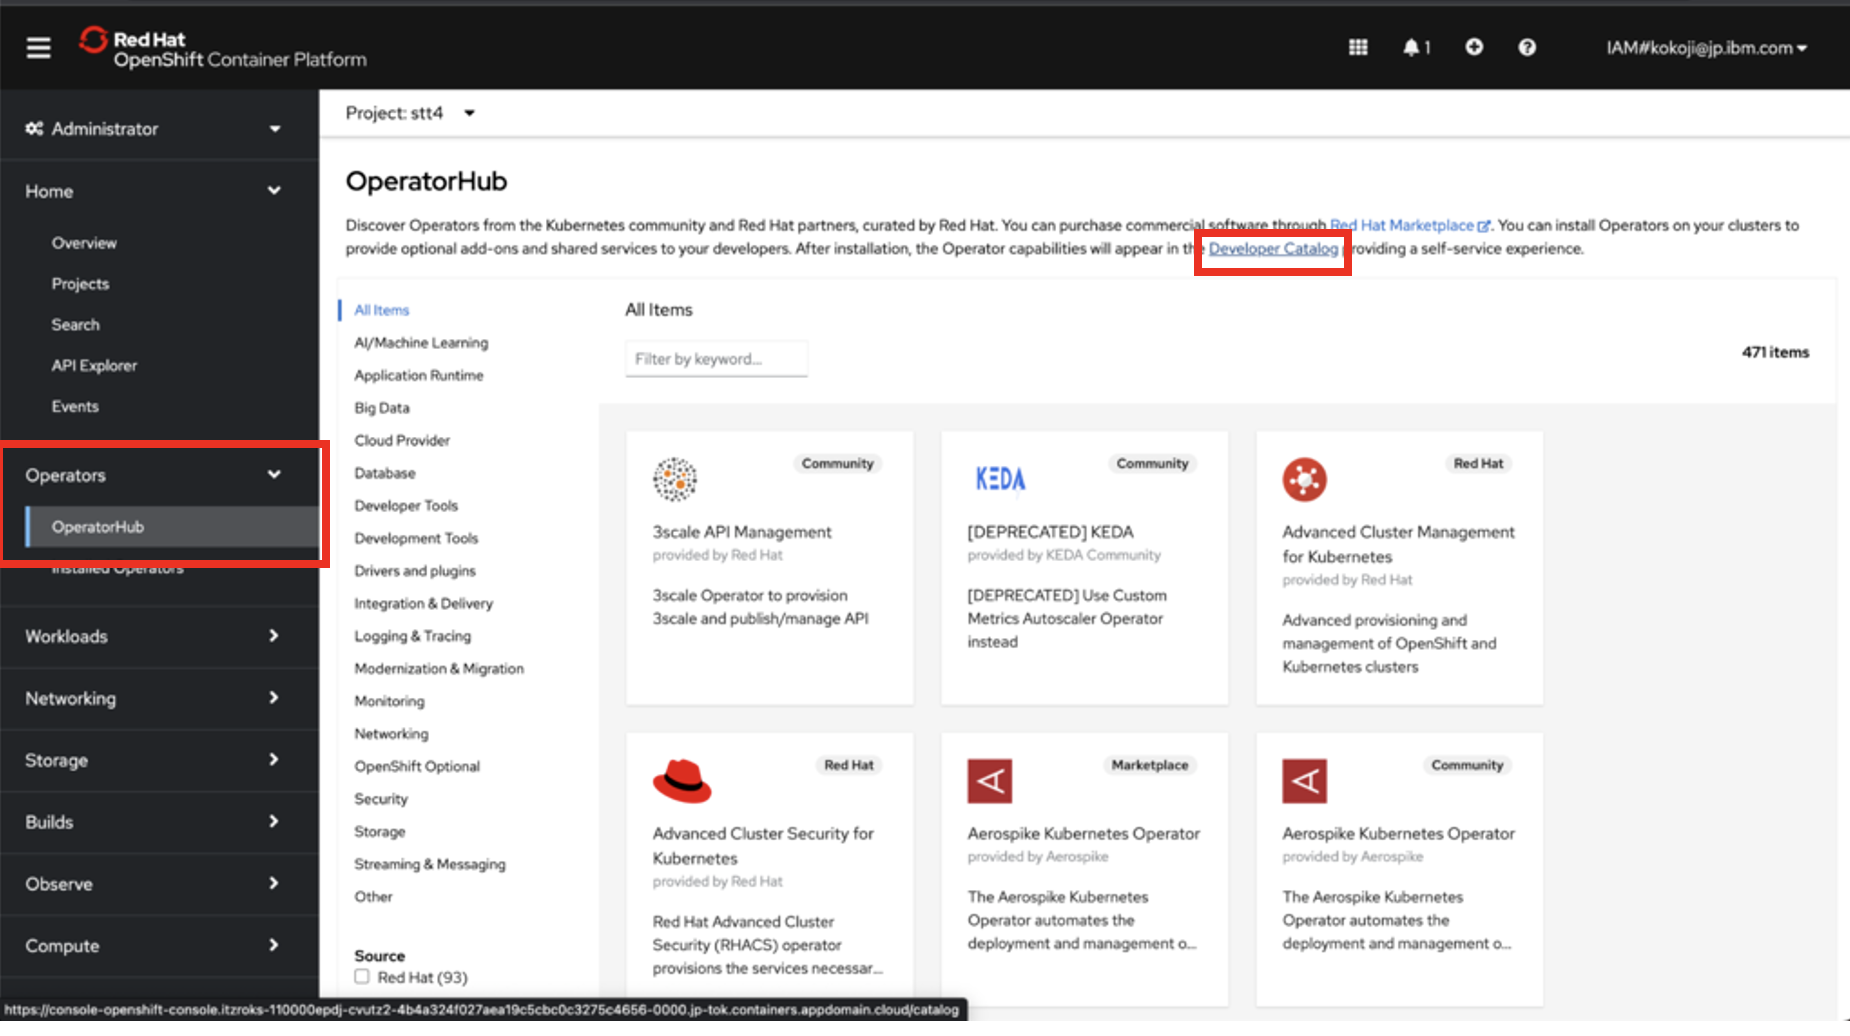 Red Hat
OpenShift Container Platform
1
IAM#kokoji@jp.ibm.com
Administrator
Home
Overview
Projects
Search
API Explorer
Events
Operators
OperatorHub
Installed Operators
Workloads
Networking
Storage
Builds
Observe
Compute
Project: stt4
OperatorHub
Discover Operators from the Kubernetes community and Red Hat partners, curated by Red Hat. You can purchase commercial software through Red Hat Marketplace. You can install Operators on your clusters to
provide optional add-ons and shared services to your developers. After installation, the Operator capabilities will appear in the Developer Catalog providing a self-service experience.
All Items
AI/Machine Learning
Application Runtime
Big Data
Cloud Provider
Database
Developer Tools
Development Tools
Drivers and plugins
Integration & Delivery
Logging & Tracing
Modernization & Migration
Monitoring
Networking
OpenShift Optional
Security
Storage
Streaming & Messaging
Other
Source
Red Hat (93)
All Items
Filter by keyword...
471 items
Community
3scale API Management
provided by Red Hat
3scale Operator to provision
3scale and publish/manage API
KEDA
Community
[DEPRECATED] KEDA
provided by KEDA Community
[DEPRECATED] Use Custom
Metrics Autoscaler Operator
instead
Red Hat
Advanced Cluster Management
for Kubernetes
provided by Red Hat
Advanced provisioning and
management of OpenShift and
Kubernetes clusters
Red Hat
Advanced Cluster Security for
Kubernetes
provided by Red Hat
Red Hat Advanced Cluster
Security (RHACS) operator
provisions the services necessar...
Marketplace
Aerospike Kubernetes Operator
provided by Aerospike
The Aerospike Kubernetes
Operator automates the
deployment and management o...
Community
Aerospike Kubernetes Operator
provided by Aerospike
The Aerospike Kubernetes
Operator automates the
deployment and management o...
https://console-openshift-console.itzroks-110000epdj-cvutz2-4b4a324f027aea19c5cbc0c3275c4656-0000.jp-tok.containers.appdomain.cloud/catalog